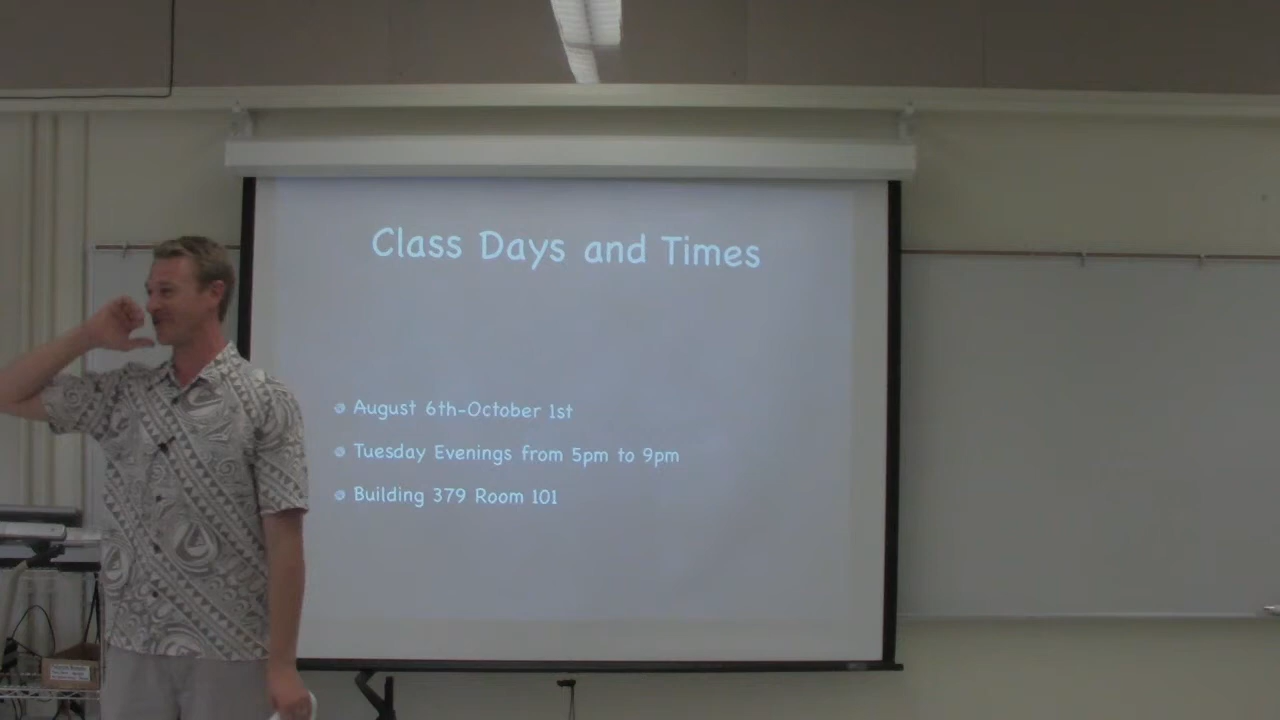 Class Days and Times
August 6th-October 1st
Tuesday Evenings from 5pm to 9pm
Building 379 Room 101